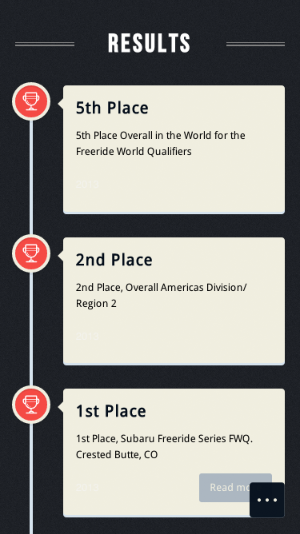 RESULTS
5th Place
5th Place Overall in the World for the
Freeride World Qualifiers
2nd Place
2nd Place, Overall Americas Division/
Region 2
1st Place
1st Place, Subaru Freeride Series FWQ.
Crested Butte, CO
Read